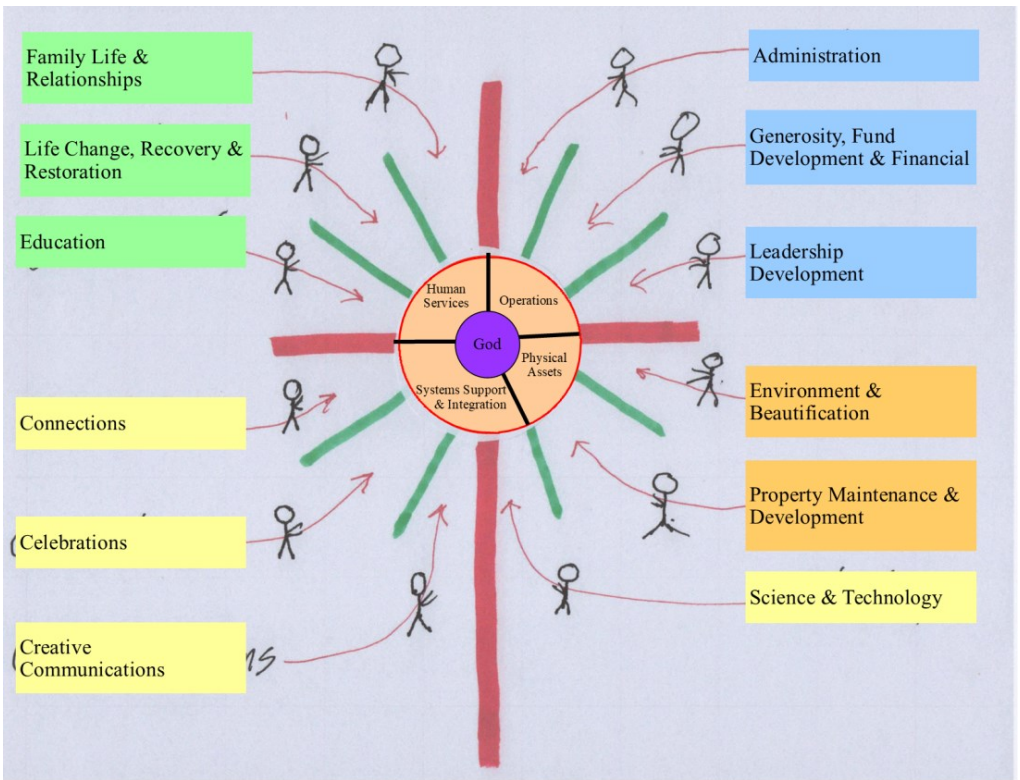 Family Life &
Relationships
Life Change, Recovery &
Restoration
Education
Administration
Generosity, Fund
Development & Financial
Leadership
Development
Human
Services
Operations
God
Physical
Assets
Systems Support
& Integration
Connections
Celebrations
Creative
Communications
Environment &
Beautification
Property Maintenance &
Development
Science & Technology